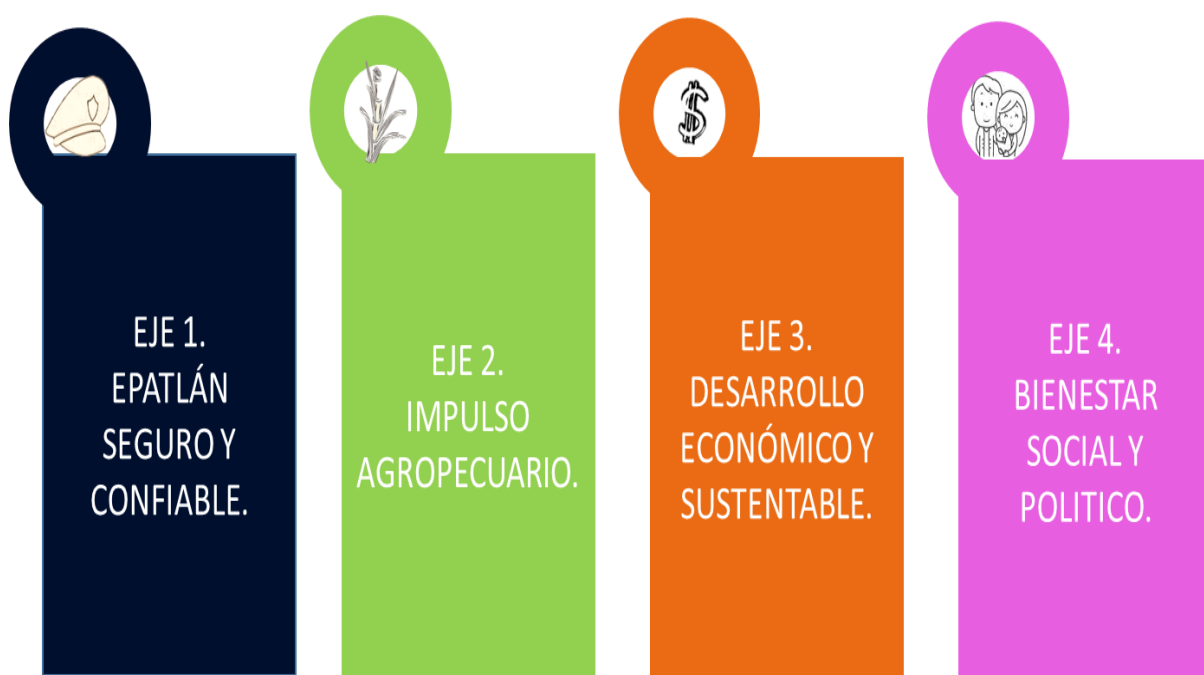 EJE 1.
EPATLÁN
SEGURO Y
CONFIABLE.
EJE 2.
IMPULSO
AGROPECUARIO.
EJE 3.
DESARROLLO
ECONÓMICO Y
SUSTENTABLE.
EJE 4.
BIENESTAR
SOCIAL Y
POLITICO.